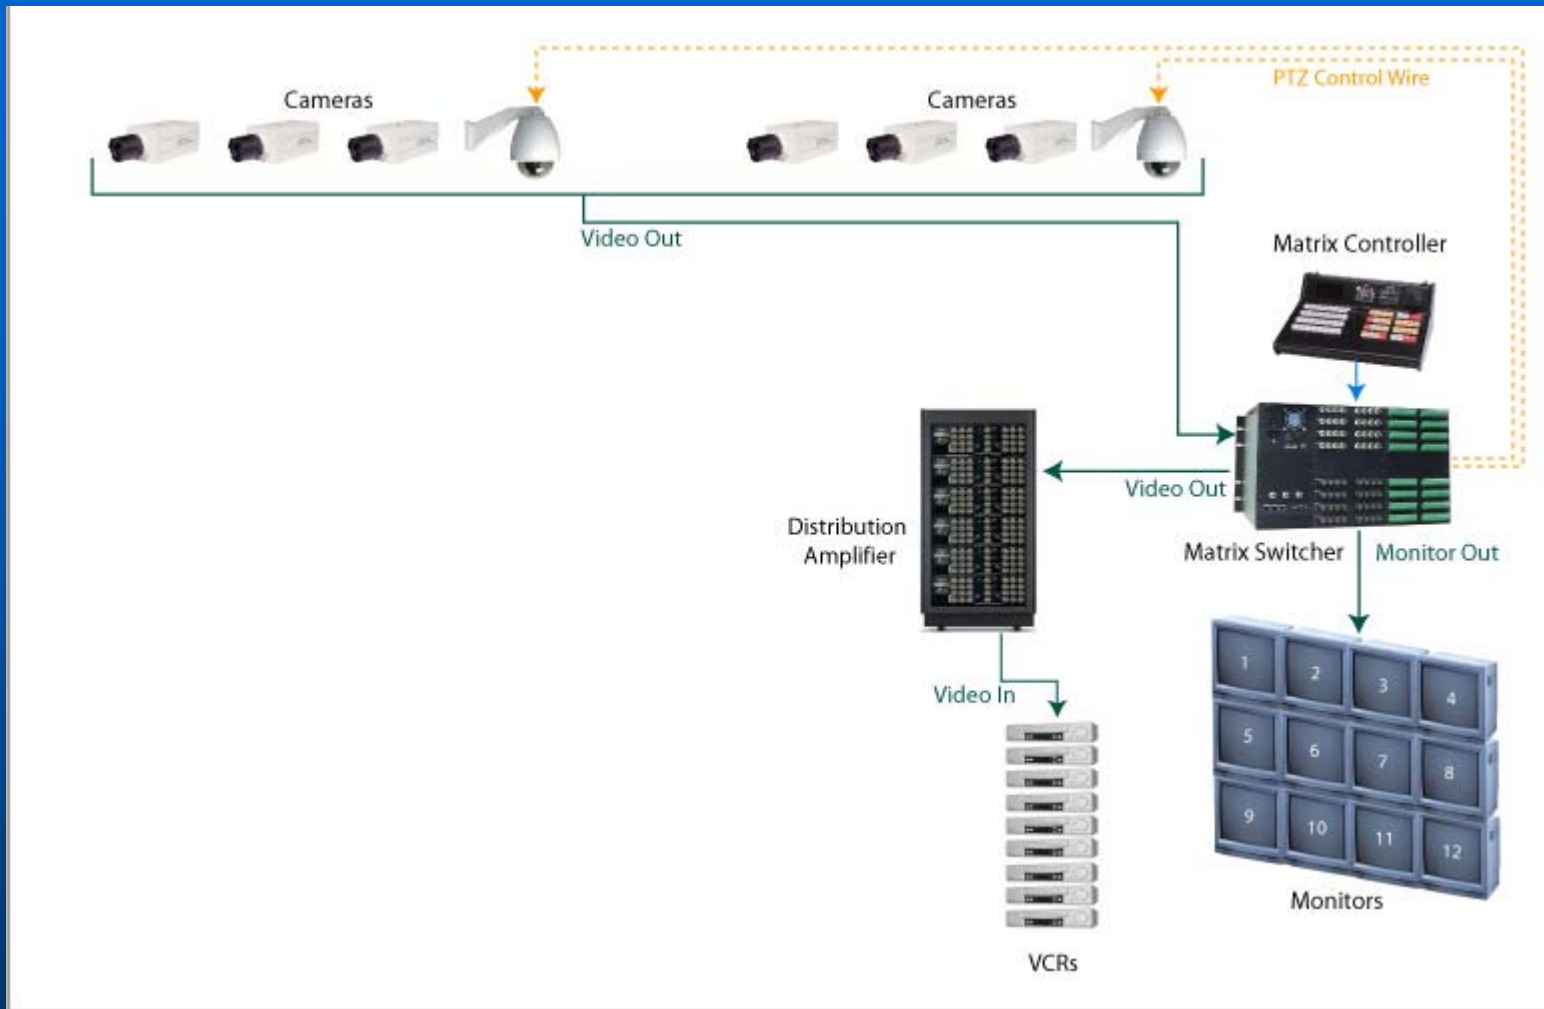 PTZ Control Wire
Cameras
Cameras
Video Out
Matrix Controller
Video Out
Distribution
Amplifier
Matrix Switcher
Monitor Out
Video In
1
2
3
4
5
6
7
8
9
10
11
12
Monitors
VCRs